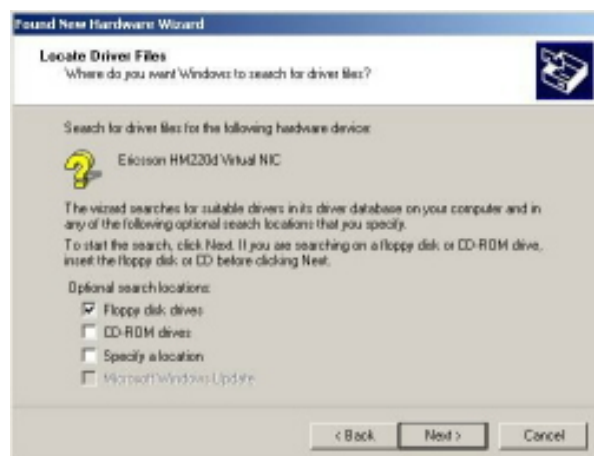 Found New Hardware Wizard
Locate Driver Files
Where do you want Windows to search for driver files?
Search for driver files for the following hardware device:
Ericsson HM220d Virtual NIC
The wizard searches for suitable drivers in its driver database on your computer and in
any of the following optional search locations that you specify.
To start the search, click Next. If you are searching on a floppy disk or CD-ROM drive,
insert the floppy disk or CD before clicking Next.
Optional search locations:
Floppy disk drives
CD-ROM drives
Specify a location
Microsoft Windows Update
< Back
Next >
Cancel